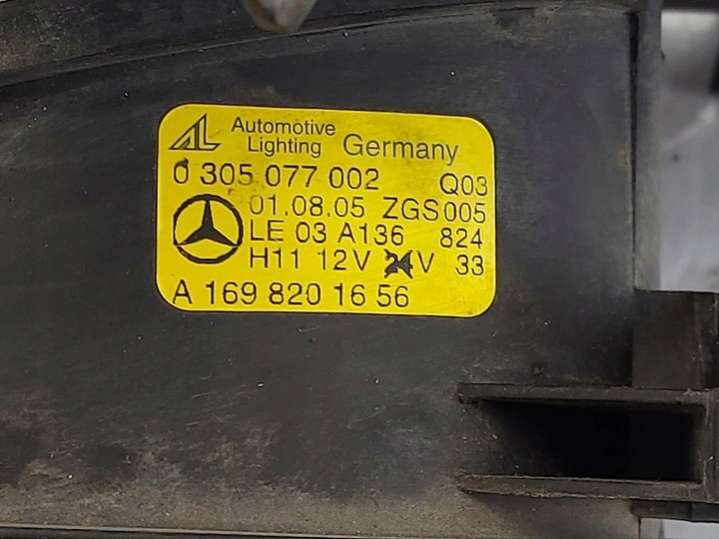 AL Automotive
Lighting Germany
0 305 077 002 Q03
01.08.05 ZGS 005
LE 03 A136 824
H11 12V 24V 33
A 169 820 16 56